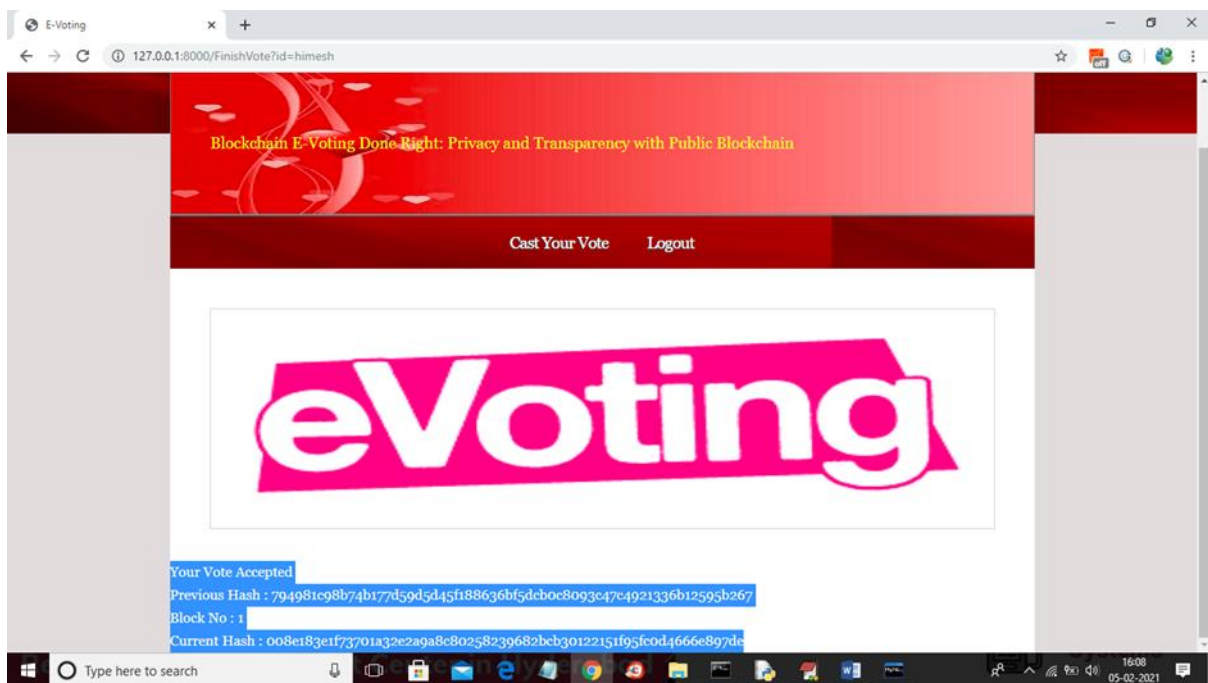 E-Voting
127.0.0.1:8000/FinishVote?id=himesh
off
Blockchain E-Voting Done Right: Privacy and Transparency with Public Blockchain
Cast Your Vote Logout
eVoting
Your Vote Accepted
Previous Hash : 794981c98b74b177d59d5d45f188636bf5dcb0c8093c47c4921336b12595b267
Block No : 1
Current Hash : 008e183e1f73701a32e2a9a8c80258239682bcb30122151f95fc0d4666e897de
Type here to search
16:08
05-02-2021